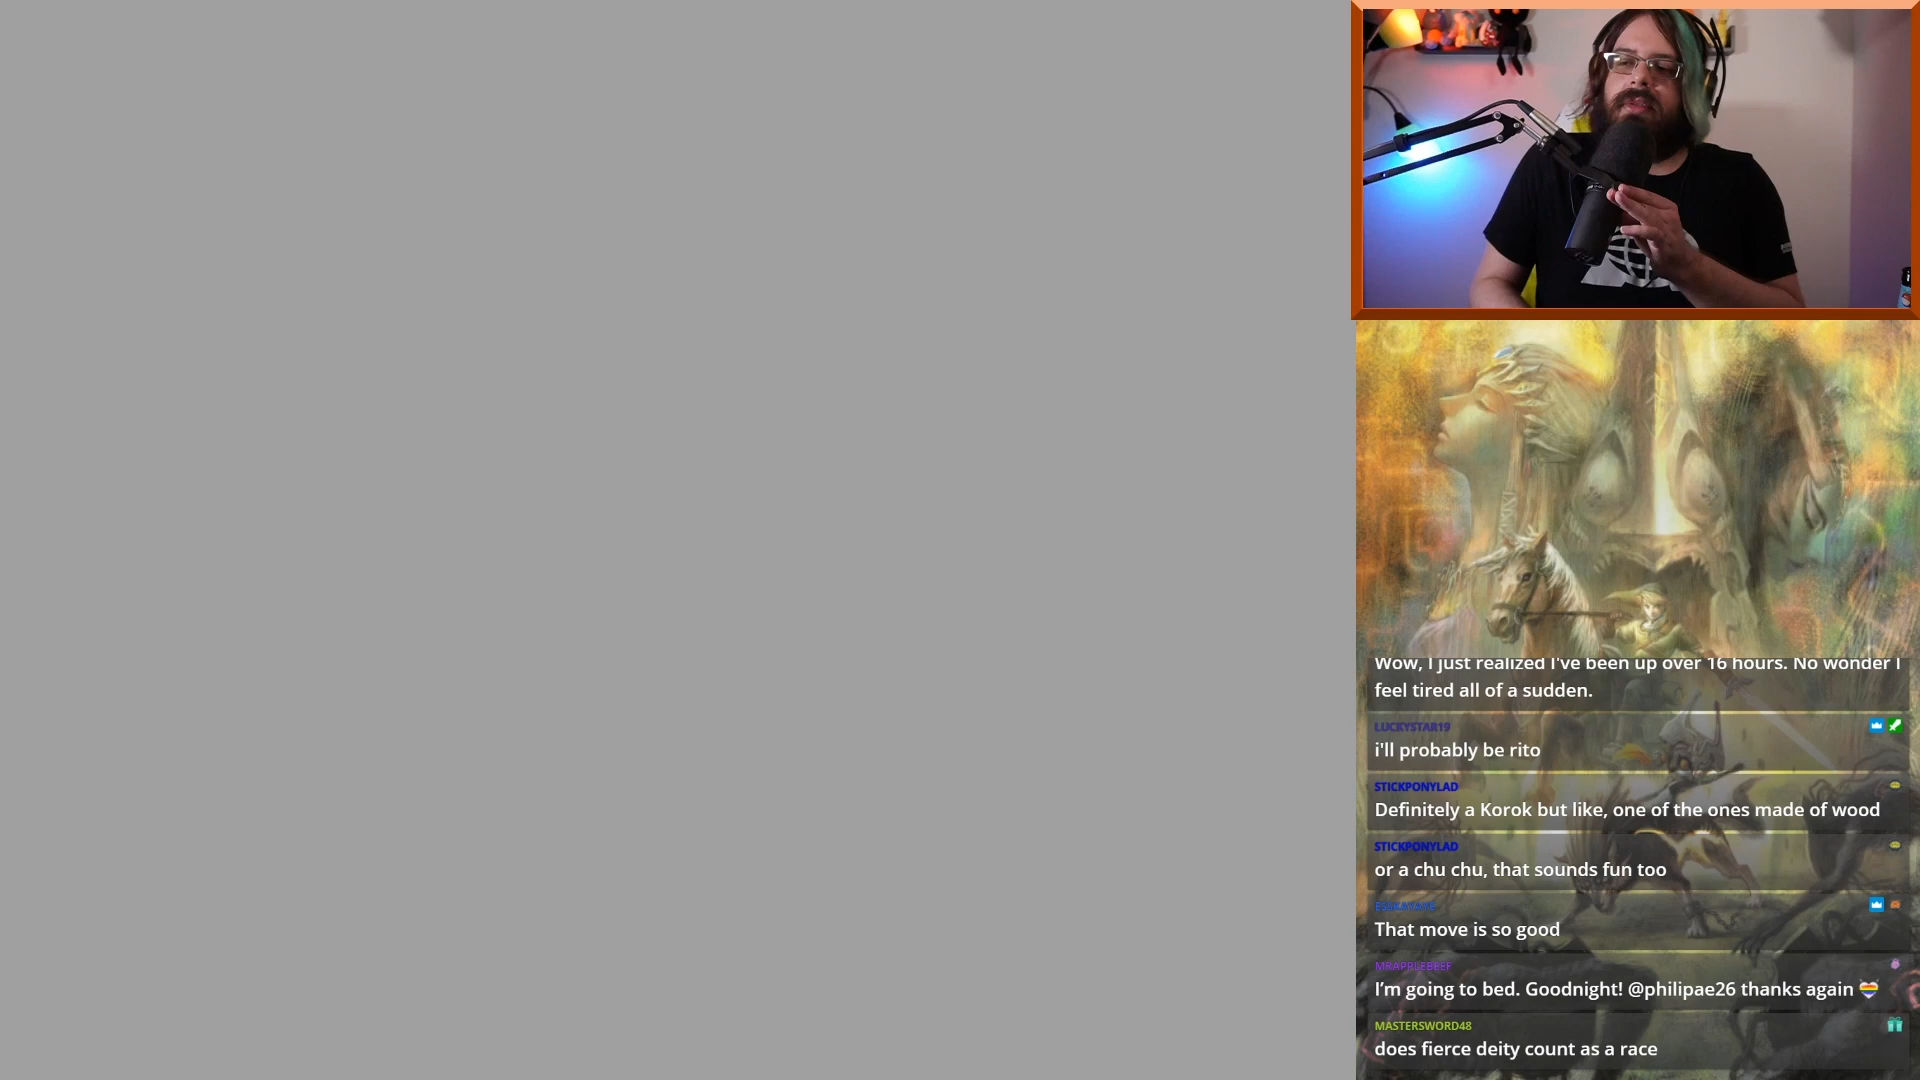 Wow, I just realized I've been up over 16 hours. No wonder I
feel tired all of a sudden.
LUCKYSTAR19
i'll probably be rito
STICKPONYLAD
Definitely a Korok but like, one of the ones made of wood
STICKPONYLAD
or a chu chu, that sounds fun too
That move is so good
MRAPPLEBEEF
I'm going to bed. Goodnight! @philipae26 thanks again
MASTERSWORD48
does fierce deity count as a race